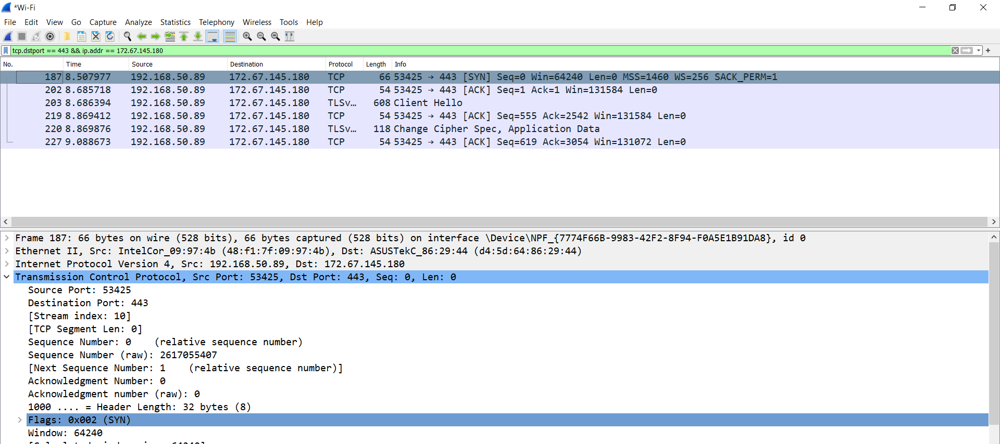 *Wi-Fi
File Edit View Go Capture Analyze Statistics Telephony Wireless Tools Help
tcp.dstport == 443 && ip.addr == 172.67.145.180
No. Time Source Destination Protocol Length Info
187 8.507977 192.168.50.89 172.67.145.180 TCP 66 53425 → 443 [SYN] Seq=0 Win=64240 Len=0 MSS=1460 WS=256 SACK_PERM=1
202 8.685718 192.168.50.89 172.67.145.180 TCP 54 53425 → 443 [ACK] Seq=1 Ack=1 Win=131584 Len=0
203 8.686394 192.168.50.89 172.67.145.180 TLSv… 608 Client Hello
219 8.869412 192.168.50.89 172.67.145.180 TCP 54 53425 → 443 [ACK] Seq=555 Ack=2542 Win=131584 Len=0
220 8.869876 192.168.50.89 172.67.145.180 TLSv… 118 Change Cipher Spec, Application Data
227 9.088673 192.168.50.89 172.67.145.180 TCP 54 53425 → 443 [ACK] Seq=619 Ack=3054 Win=131072 Len=0
Frame 187: 66 bytes on wire (528 bits), 66 bytes captured (528 bits) on interface \Device\NPF_{7774F66B-9983-42F2-8F94-F0A5E1B91DA8}, id 0
Ethernet II, Src: IntelCor_09:97:4b (48:f1:7f:09:97:4b), Dst: ASUSTekC_86:29:44 (d4:5d:64:86:29:44)
Internet Protocol Version 4, Src: 192.168.50.89, Dst: 172.67.145.180
Transmission Control Protocol, Src Port: 53425, Dst Port: 443, Seq: 0, Len: 0
Source Port: 53425
Destination Port: 443
[Stream index: 10]
[TCP Segment Len: 0]
Sequence Number: 0 (relative sequence number)
Sequence Number (raw): 2617055407
[Next Sequence Number: 1 (relative sequence number)]
Acknowledgment Number: 0
Acknowledgment number (raw): 0
1000 .... = Header Length: 32 bytes (8)
Flags: 0x002 (SYN)
Window: 64240